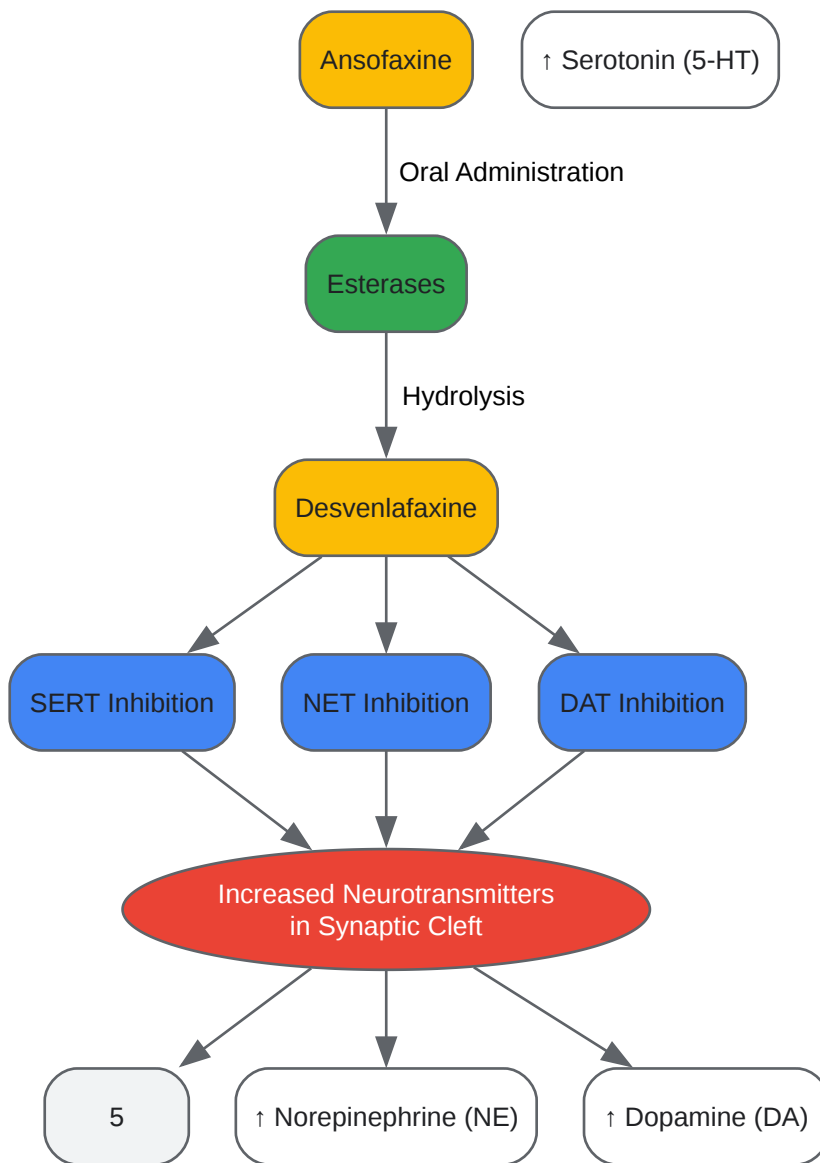 Ansofaxine
↑ Serotonin (5-HT)
Oral Administration
Esterases
Hydrolysis
Desvenlafaxine
SERT Inhibition
NET Inhibition
DAT Inhibition
Increased Neurotransmitters
in Synaptic Cleft
5
↑ Norepinephrine (NE)
↑ Dopamine (DA)